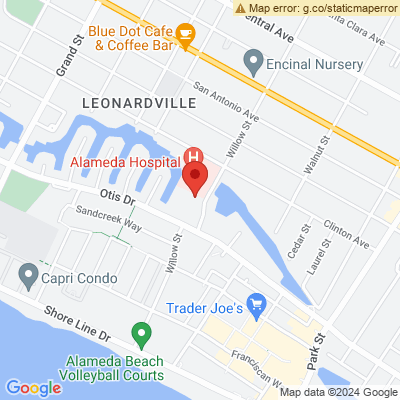 Map error: g.co/staticmaperror
Blue Dot Cafe
& Coffee Bar
Central Ave
Santa Clara Ave
Grand St
Encinal Nursery
LEONARDVILLE
San Antonio Ave
Willow St
Walnut St
Alameda Hospital
H
Otis Dr
Sandcreek Way
Clinton Ave
Cedar St
Laurel St
Willow St
Capri Condo
Trader Joe's
Shore Line Dr
Park St
Alameda Beach
Volleyball Courts
Franciscan W
Google
Map data ©2024 Google